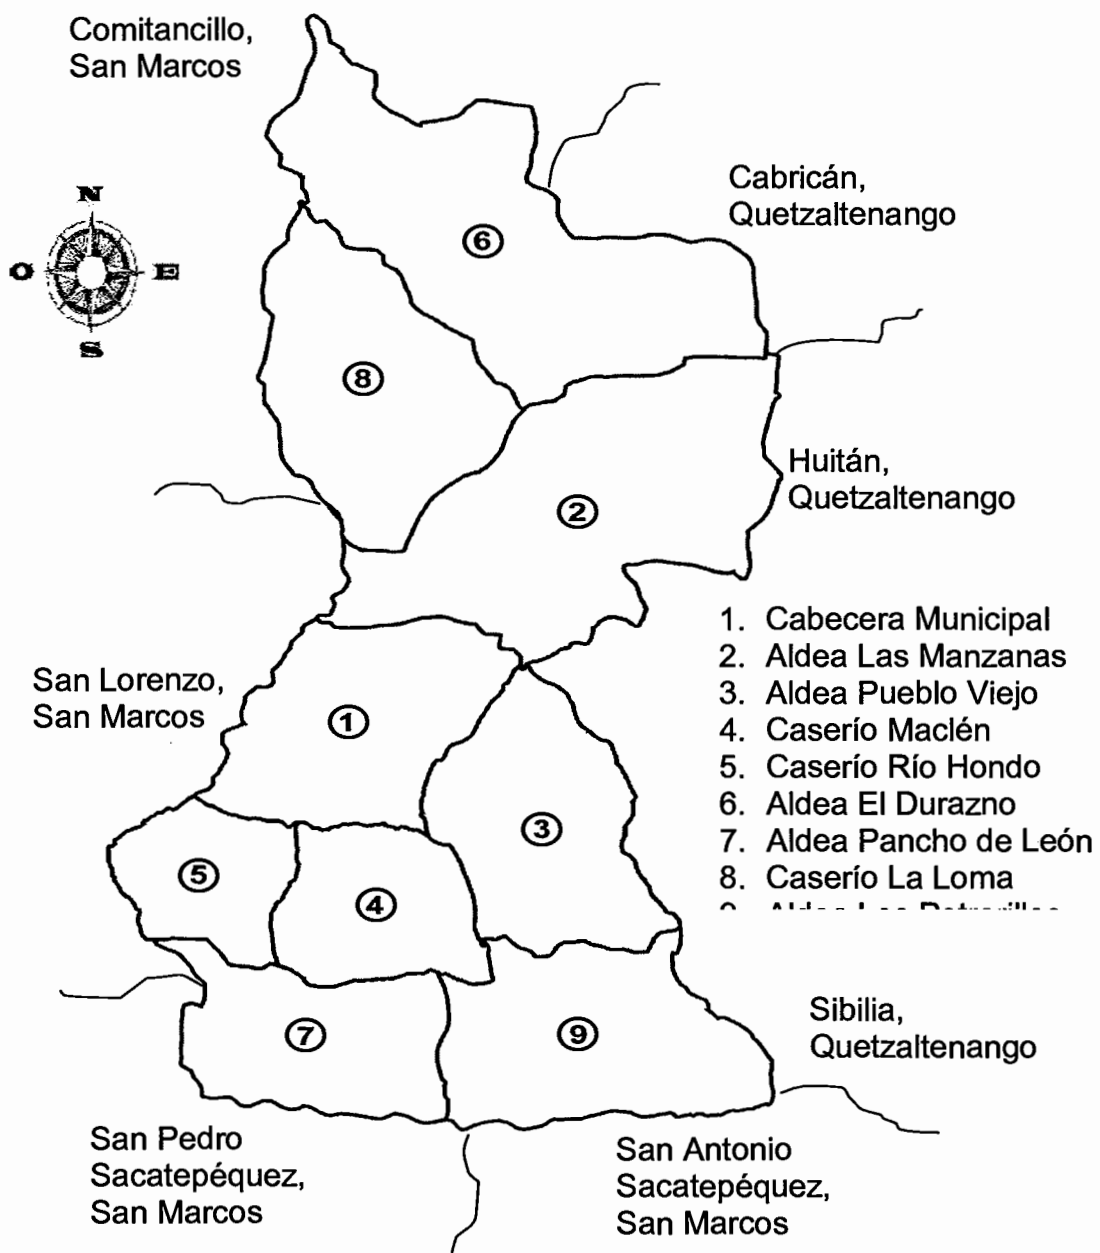 Comitancillo,
San Marcos
N
O
E
S
Cabricán,
Quetzaltenango
6
8
Huitán,
Quetzaltenango
2
San Lorenzo,
San Marcos
1
3
5
4
1. Cabecera Municipal
2. Aldea Las Manzanas
3. Aldea Pueblo Viejo
4. Caserío Maclén
5. Caserío Río Hondo
6. Aldea El Durazno
7. Aldea Pancho de León
8. Caserío La Loma
7
9
Sibilia,
Quetzaltenango
San Pedro
Sacatepéquez,
San Marcos
San Antonio
Sacatepéquez,
San Marcos